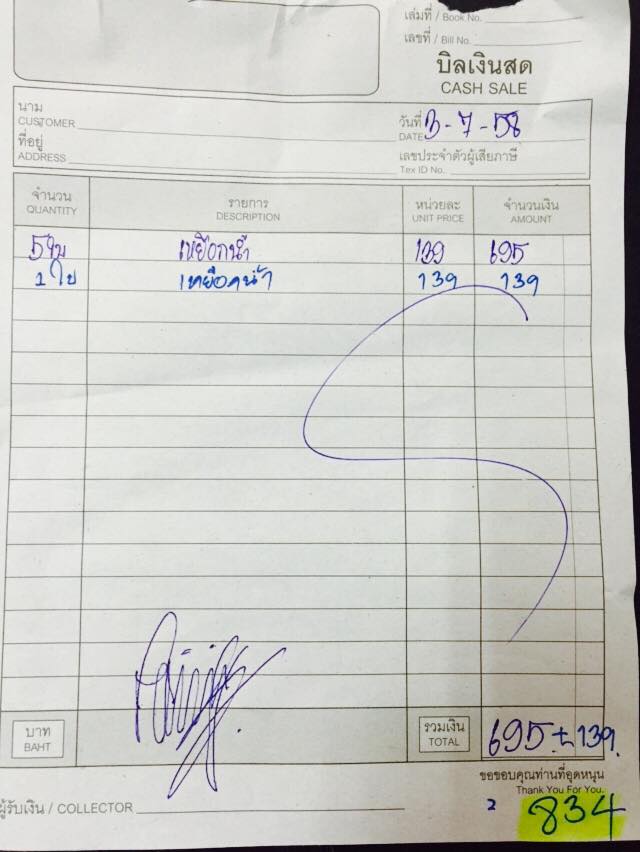 เล่มที่ / Book No.
เลขที่ / Bill No.
บิลเงินสด
CASH SALE
นาม
CUSTOMER
วันที่ 3-7-58
DATE
ที่อยู่
ADDRESS
เลขประจำตัวผู้เสียภาษี
Tex ID No.
จำนวน รายการ หน่วยละ จำนวนเงิน
QUANTITY DESCRIPTION UNIT PRICE AMOUNT
5 ใบ เหยือกน้ำ 139 695
1 ใบ เหยือกน้ำ 139 139
บาท รวมเงิน
BAHT TOTAL 695 + 139
ขอขอบคุณท่านที่อุดหนุน
Thank You For You.
ผู้รับเงิน / COLLECTOR
834